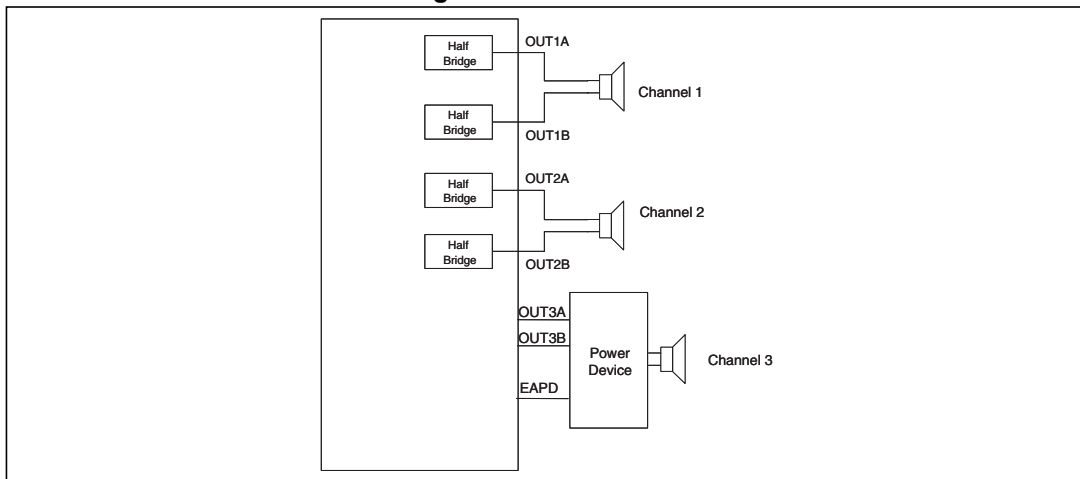 Half
Bridge
OUT1A
Channel 1
Half
Bridge
OUT1B
Half
Bridge
OUT2A
Channel 2
Half
Bridge
OUT2B
OUT3A
OUT3B
Power
Device
Channel 3
EAPD